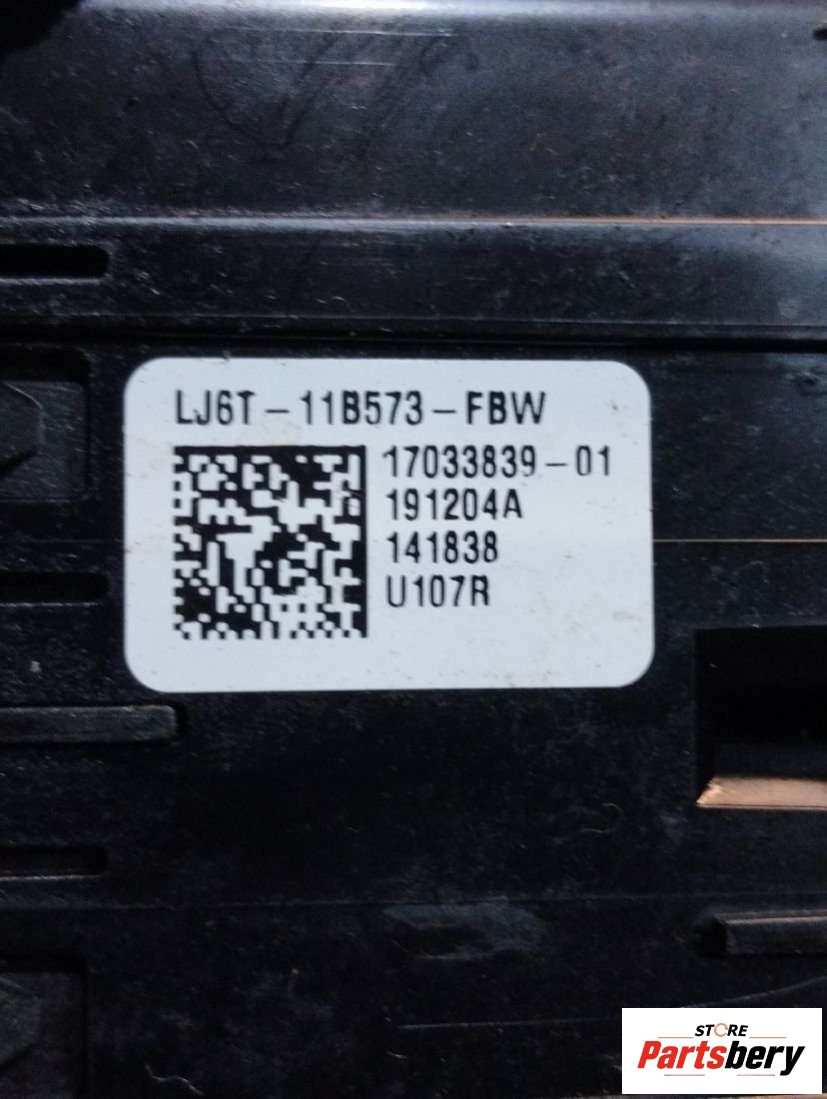 LJ6T-11B573-FBW
17033839-01
191204A
141838
U107R
STORE
Partsbery